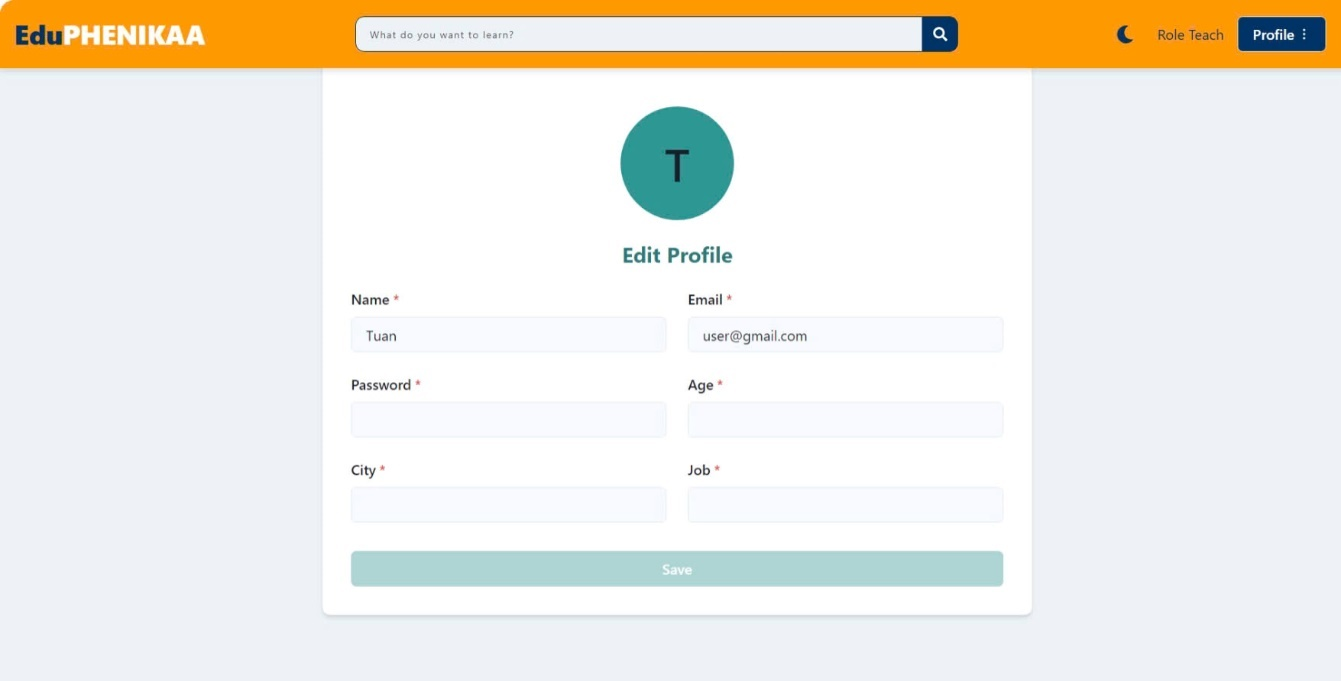 EduPHENIKAA
What do you want to learn?
Role Teach
Profile ⋮
T
Edit Profile
Name *
Email *
Tuan
user@gmail.com
Password *
Age *
City *
Job *
Save